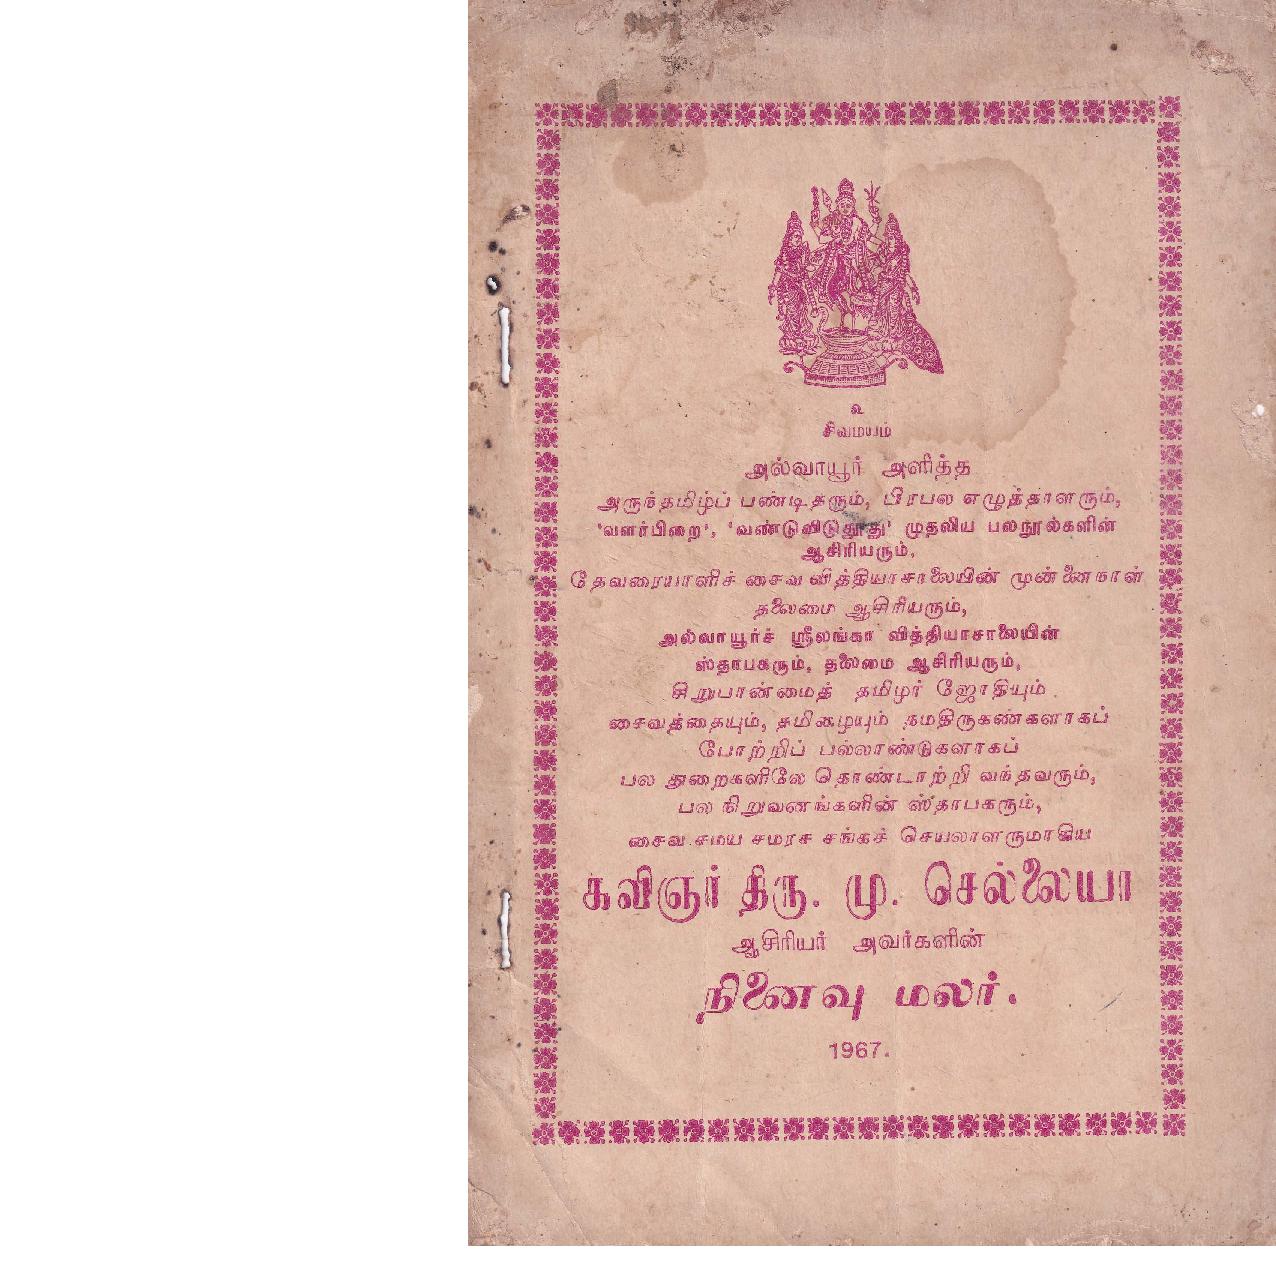 உ
சிவமயம்
அல்வாயூர் அளித்த
அருந்தமிழ்ப் பண்டிதரும், பிரபல எழுத்தாளரும்,
'வளர்பிறை', 'வண்டுவிடுதூது' முதலிய பலநூல்களின்
ஆசிரியரும்,
தேவரையாளிச் சைவ வித்தியாசாலையின் முன்னைநாள்
தலைமை ஆசிரியரும்,
அல்வாயூர்ச் ஸ்ரீலங்கா வித்தியாசாலையின்
ஸ்தாபகரும், தலைமை ஆசிரியரும்,
சிறுபான்மைத் தமிழர் ஜோதியும்
சைவத்தையும், தமிழையும் நமதிருகண்களாகப்
போற்றிப் பல்லாண்டுகளாகப்
பல துறைகளிலே தொண்டாற்றி வந்தவரும்,
பல நிறுவனங்களின் ஸ்தாபகரும்,
சைவ சமய சமரச சங்கச் செயலாளருமாகிய
கவிஞர் திரு. மு. செல்லையா
ஆசிரியர் அவர்களின்
நினைவு மலர்.
1967.